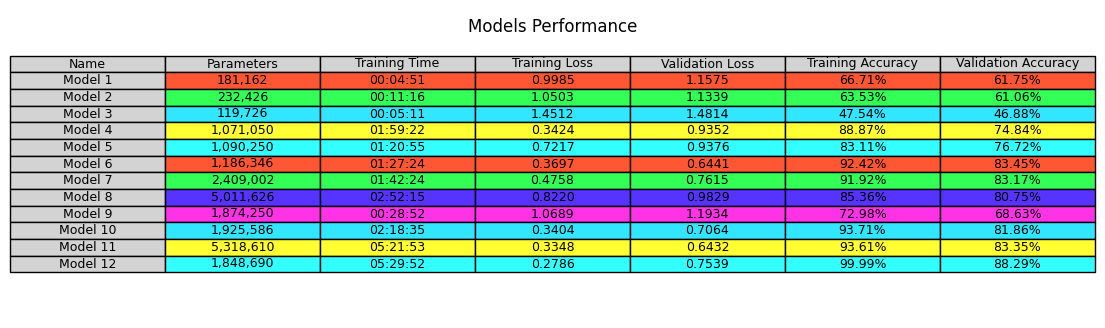 Models Performance
Name Parameters Training Time Training Loss Validation Loss Training Accuracy Validation Accuracy
Model 1 181,162 00:04:51 0.9985 1.1575 66.71% 61.75%
Model 2 232,426 00:11:16 1.0503 1.1339 63.53% 61.06%
Model 3 119,726 00:05:11 1.4512 1.4814 47.54% 46.88%
Model 4 1,071,050 01:59:22 0.3424 0.9352 88.87% 74.84%
Model 5 1,090,250 01:20:55 0.7217 0.9376 83.11% 76.72%
Model 6 1,186,346 01:27:24 0.3697 0.6441 92.42% 83.45%
Model 7 2,409,002 01:42:24 0.4758 0.7615 91.92% 83.17%
Model 8 5,011,626 02:52:15 0.8220 0.9829 85.36% 80.75%
Model 9 1,874,250 00:28:52 1.0689 1.1934 72.98% 68.63%
Model 10 1,925,586 02:18:35 0.3404 0.7064 93.71% 81.86%
Model 11 5,318,610 05:21:53 0.3348 0.6432 93.61% 83.35%
Model 12 1,848,690 05:29:52 0.2786 0.7539 99.99% 88.29%